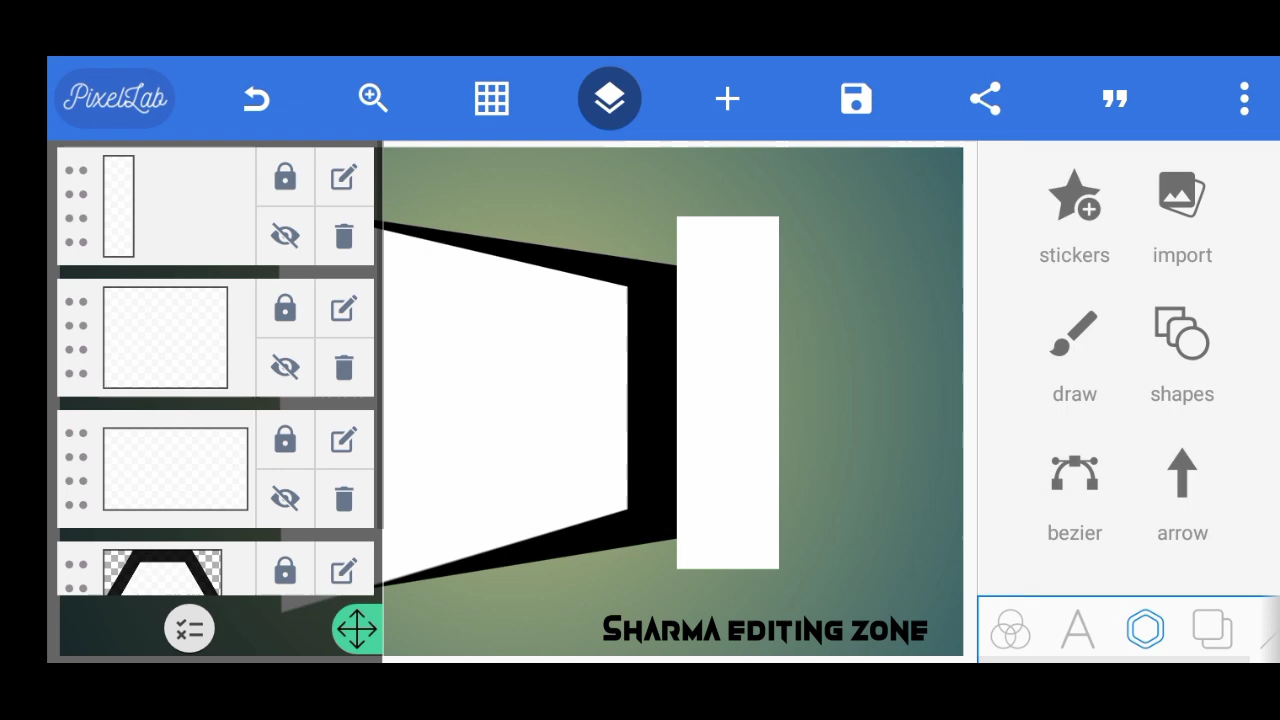 PixelLab
stickers
import
draw
shapes
bezier
arrow
SHARMA EDITING ZONE